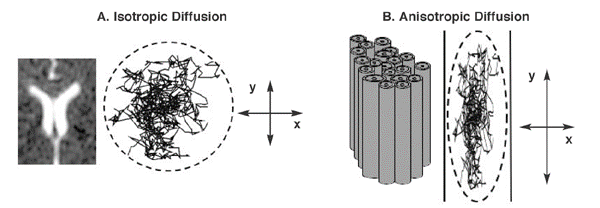 A. Isotropic Diffusion
B. Anisotropic Diffusion
y
x
y
x